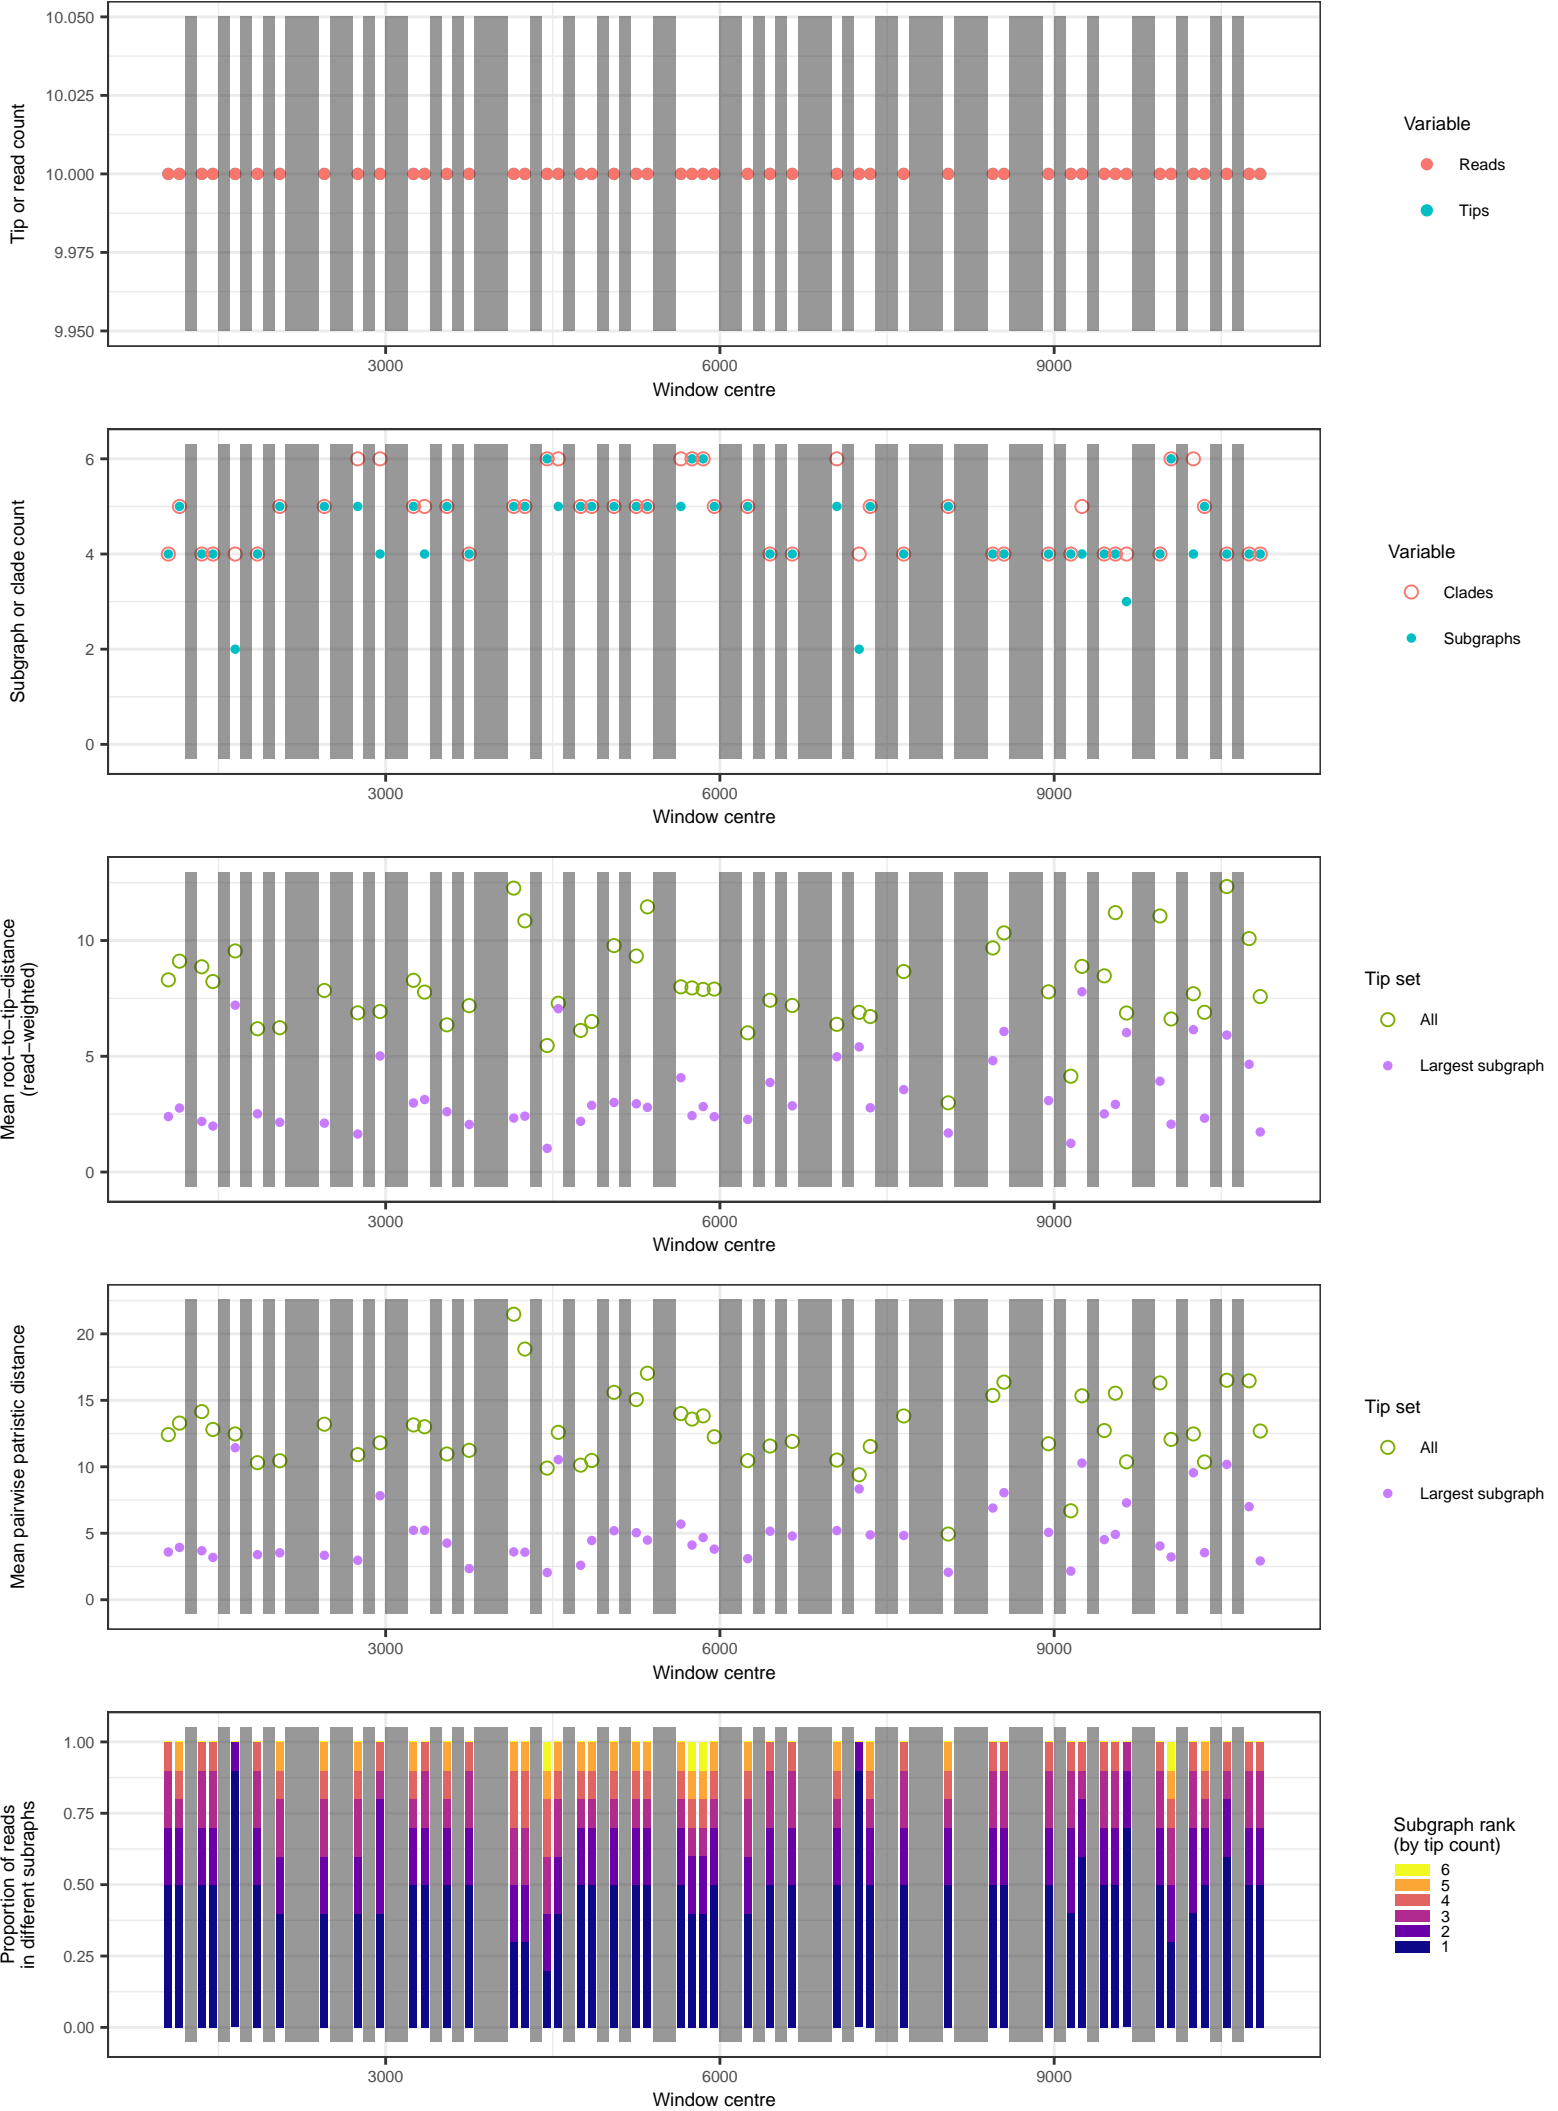 10.050
10.025
10.000
9.975
9.950
Tip or read count
3000
6000
9000
Window centre
Variable
Reads
Tips
6
4
2
0
Subgraph or clade count
3000
6000
9000
Window centre
Variable
Clades
Subgraphs
10
5
0
Mean root−to−tip−distance
(read−weighted)
3000
6000
9000
Window centre
Tip set
All
Largest subgraph
20
15
10
5
0
Mean pairwise patristic distance
3000
6000
9000
Window centre
Tip set
All
Largest subgraph
1.00
0.75
0.50
0.25
0.00
Proportion of reads
in different subraphs
3000
6000
9000
Window centre
Subgraph rank
(by tip count)
6
5
4
3
2
1